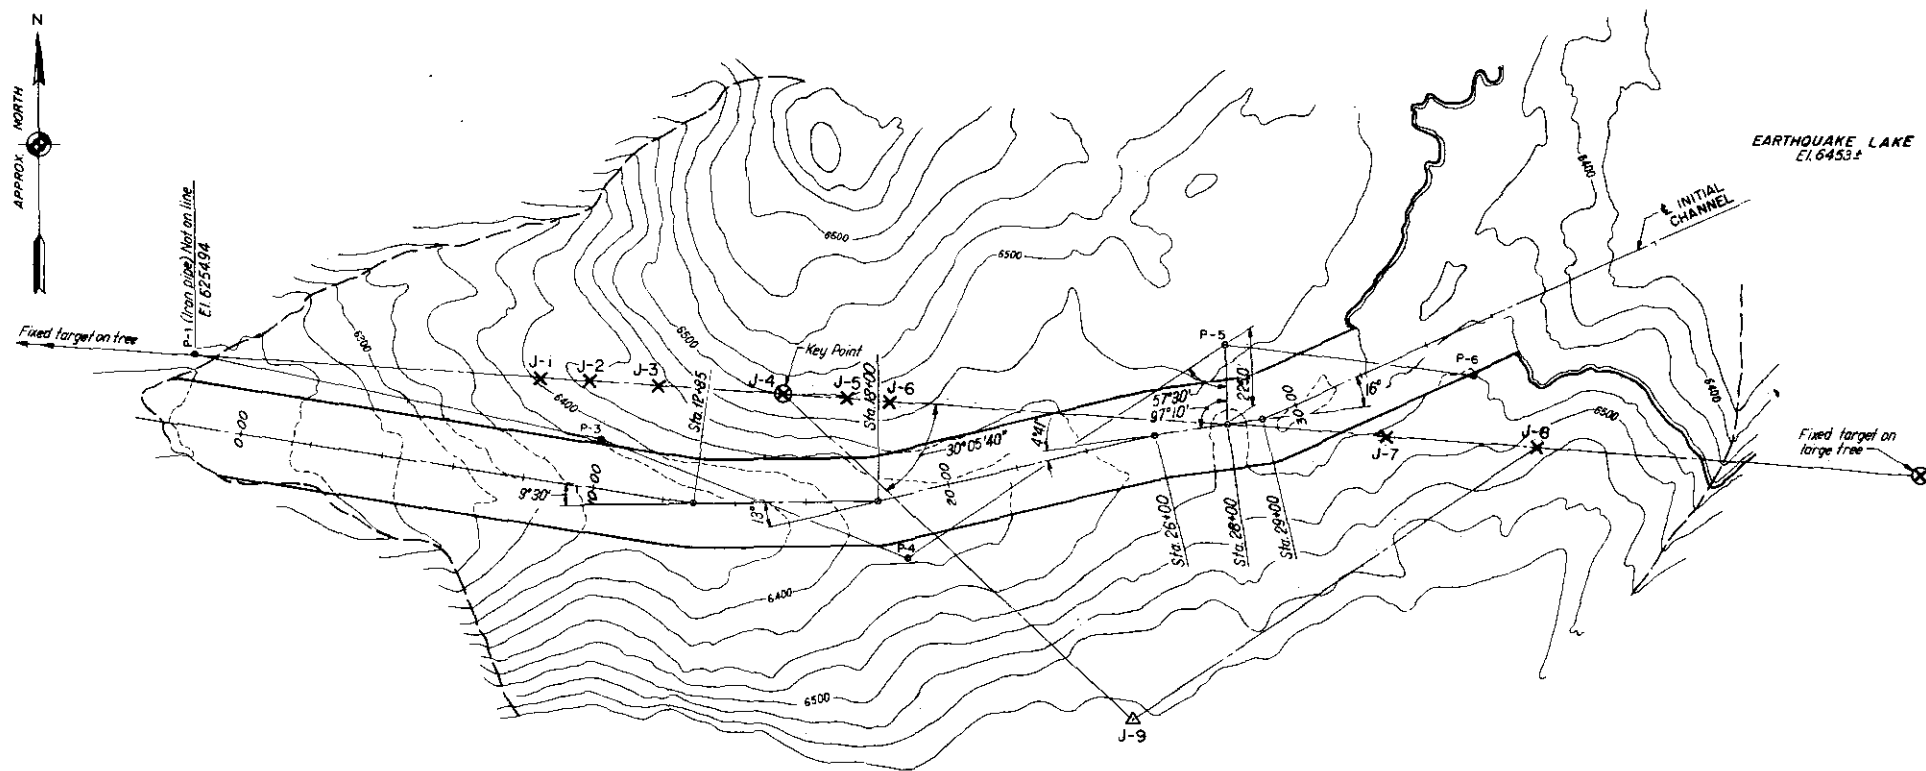 N
APPROX. NORTH
EARTHQUAKE LAKE
El. 6453±
℄ INITIAL
CHANNEL
P-1 (Iron pipe) Not on line
El. 6254.94
Fixed target on tree
6300
6500
6500
6500
6400
6400
6400
6500
6400
6500
J-1
J-2
J-3
J-4
Key Point
J-5
J-6
J-7
J-8
J-9
P-3
P-4
P-5
P-6
Sta. 12+85
Sta. 18+00
Sta. 26+00
Sta. 28+00
Sta. 29+00
0+00
10+00
20+00
30+00
9°30'
13°
30°05'40"
4°41'
57°30'
97°10'
225.0'
16°
Fixed target on
large tree